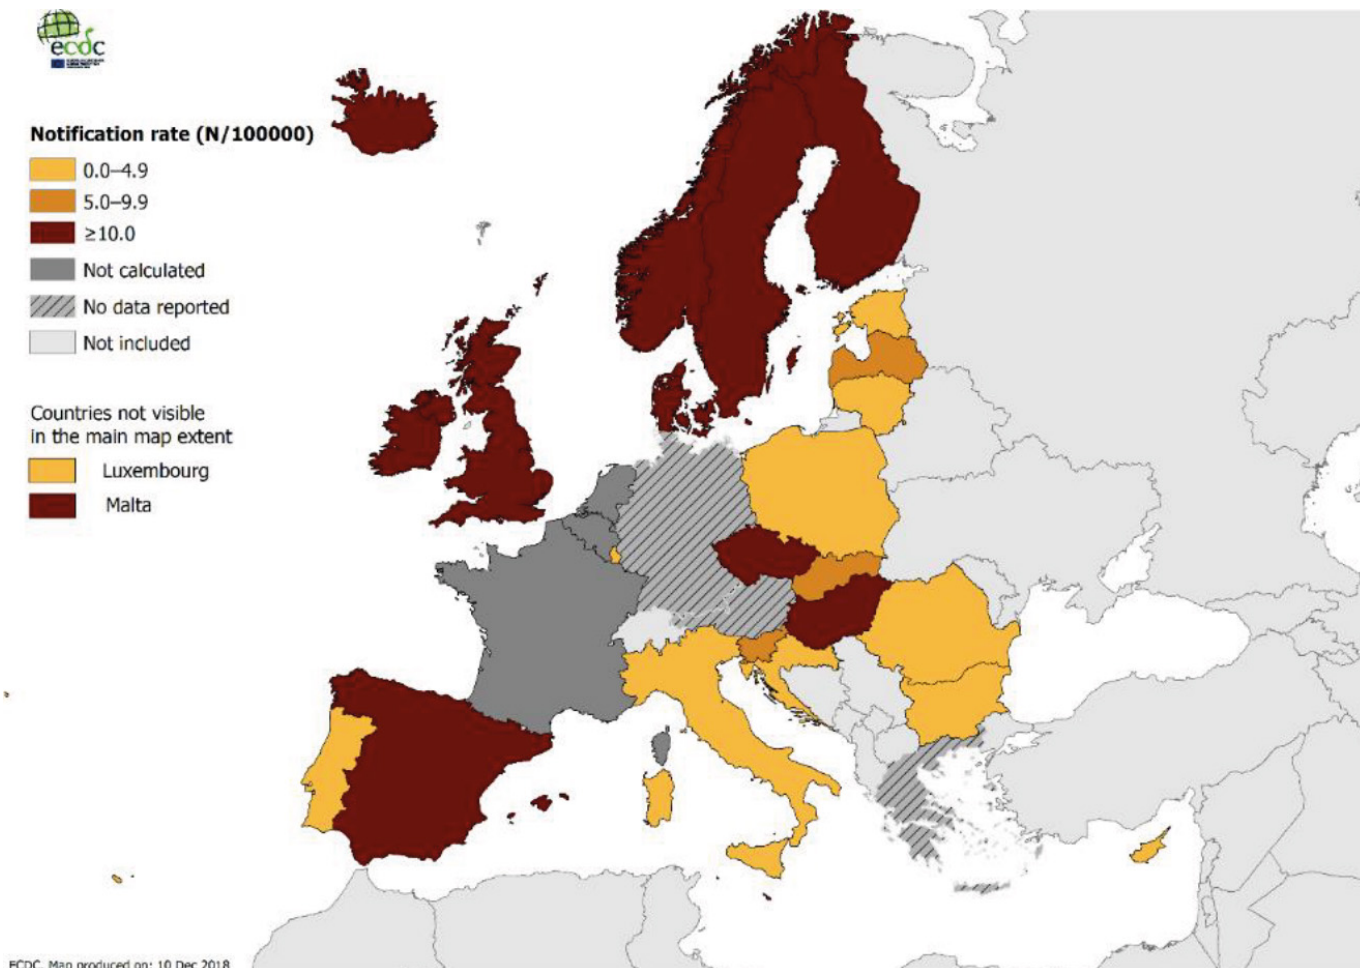 ecdc
Notification rate (N/100000)
0.0–4.9
5.0–9.9
≥10.0
Not calculated
No data reported
Not included
Countries not visible
in the main map extent
Luxembourg
Malta
ECDC. Map produced on: 10 Dec 2018